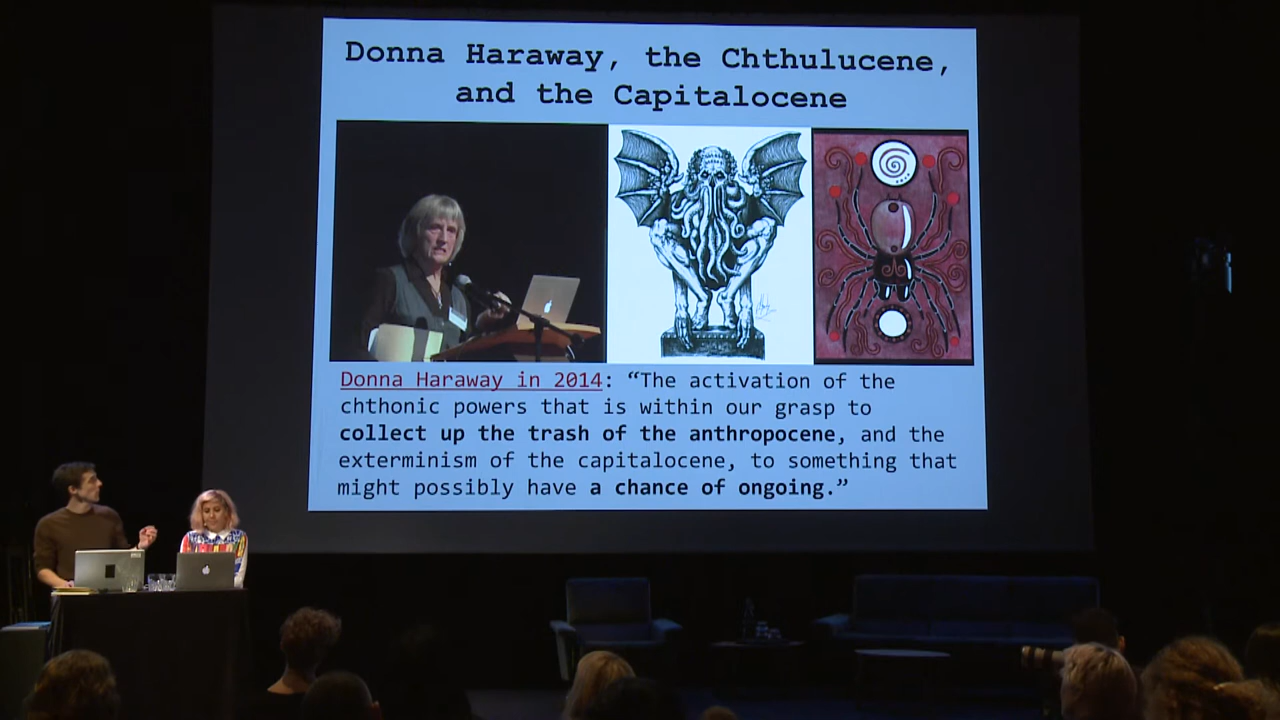 Donna Haraway, the Chthulucene,
and the Capitalocene
Donna Haraway in 2014: “The activation of the
chthonic powers that is within our grasp to
collect up the trash of the anthropocene, and the
exterminism of the capitalocene, to something that
might possibly have a chance of ongoing.”